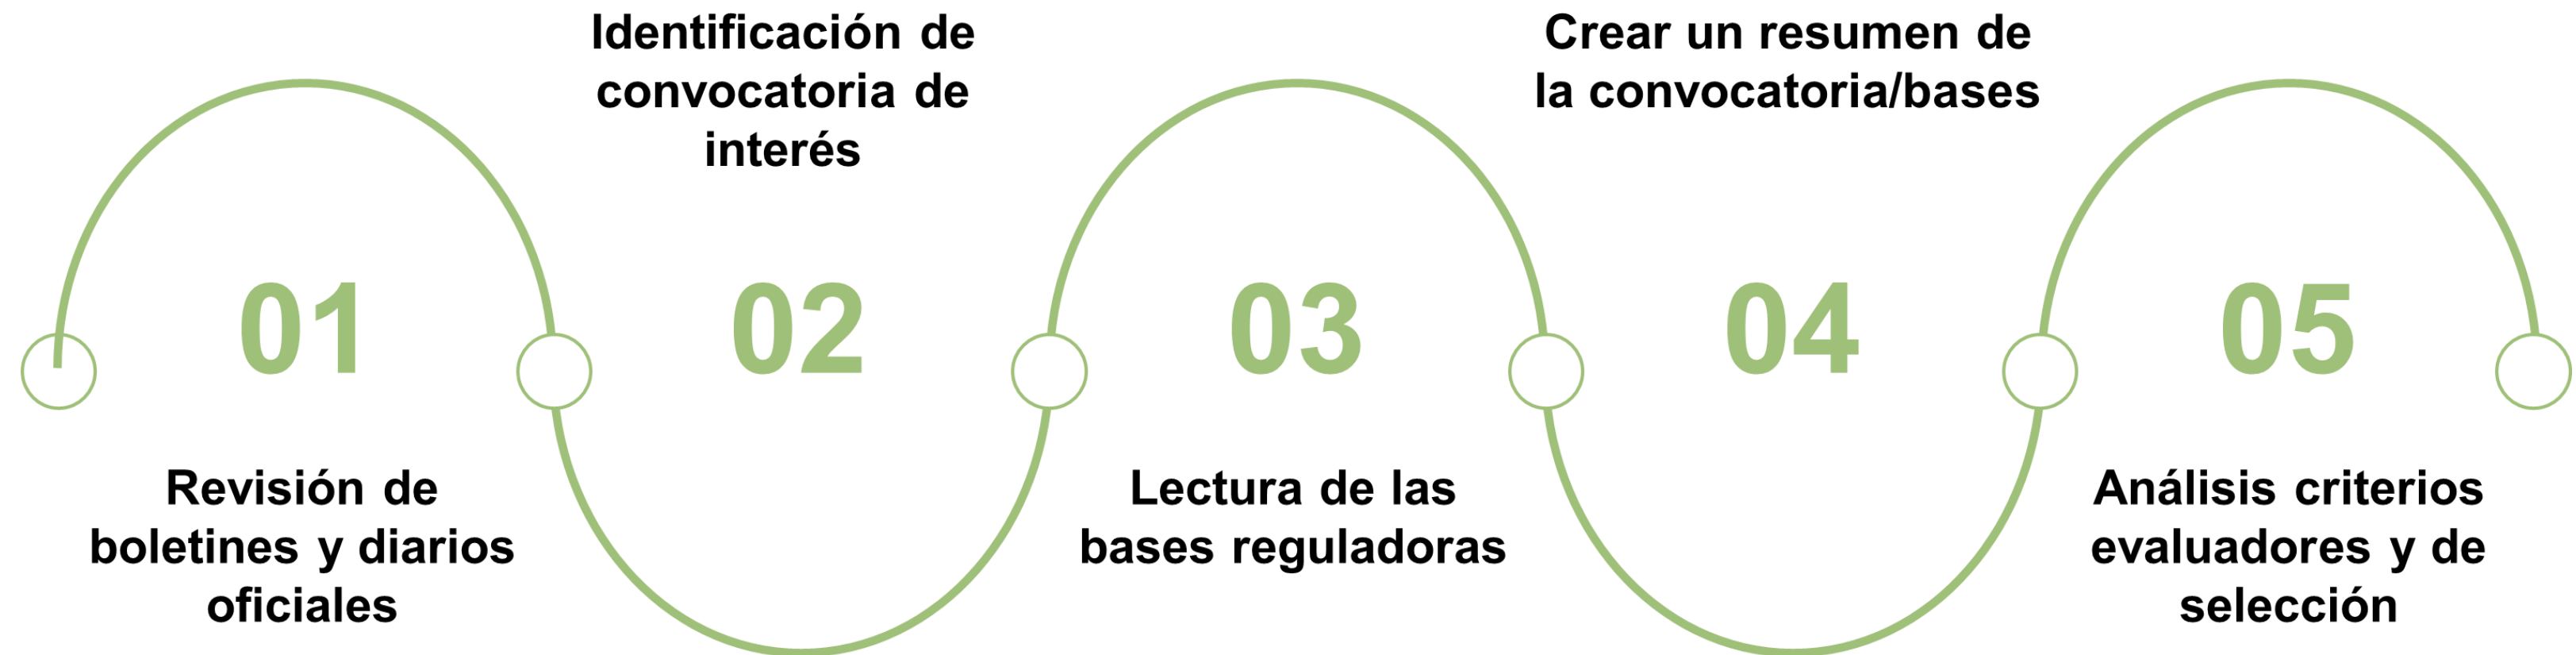 01
Revisión de
boletines y diarios
oficiales
Identificación de
convocatoria de
interés
02
03
Lectura de las
bases reguladoras
Crear un resumen de
la convocatoria/bases
04
05
Análisis criterios
evaluadores y de
selección